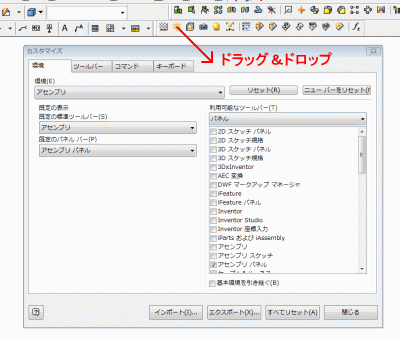 ドラッグ &ドロップ
カスタマイズ
環境
ツールバー
コマンド
キーボード
環境(E)
アセンブリ
リセット(R)
ニュー バーをリセット(
既定の表示
既定の標準ツールバー(S)
アセンブリ
既定のパネル バー(P)
アセンブリ パネル
利用可能なツールバー(T)
パネル
2D スケッチ パネル
2D スケッチ規格
3D スケッチ パネル
3D スケッチ規格
3DxInventor
AEC 変換
DWF マークアップ マネージャ
iFeature
iFeature パネル
Inventor
Inventor Studio
Inventor 座標入力
iParts および iAssembly
アセンブリ
アセンブリ スケッチ
アセンブリ パネル
基本環境を引き継ぐ(B)
インポート(I)...
エクスポート(X)...
すべてリセット(A)
閉じる